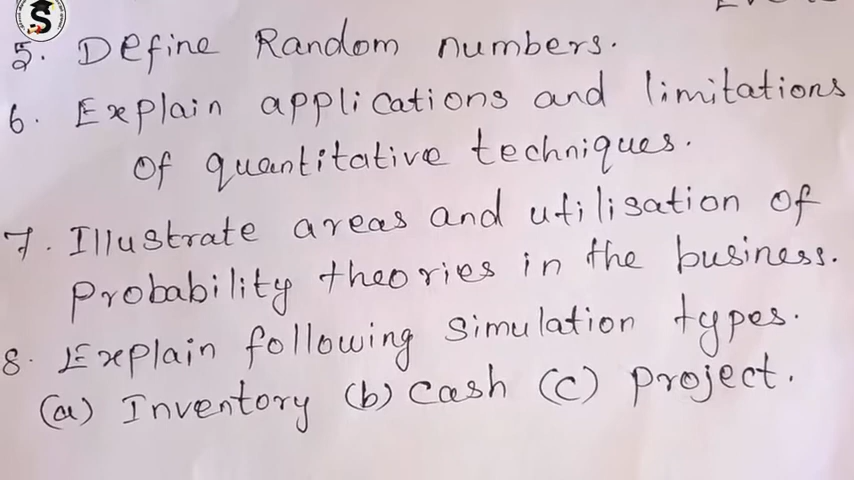 5. Define Random numbers.
6. Explain applications and limitations
of quantitative techniques.
7. Illustrate areas and utilisation of
Probability theories in the business.
8. Explain following simulation types.
(a) Inventory (b) Cash (c) Project.